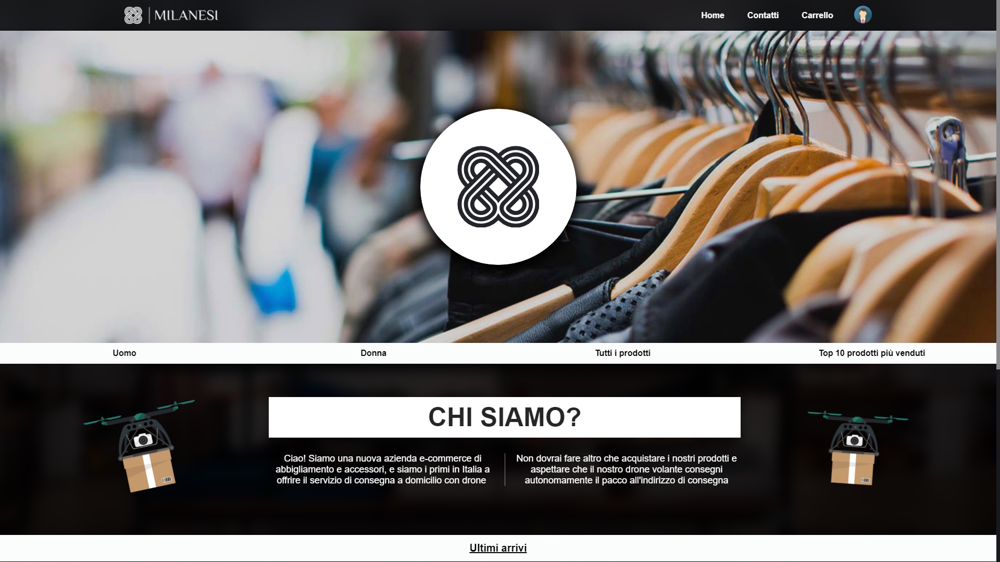 MILANESI
Home
Contatti
Carrello
Uomo
Donna
Tutti i prodotti
Top 10 prodotti più venduti
CHI SIAMO?
Ciao! Siamo una nuova azienda e-commerce di
abbigliamento e accessori, e siamo i primi in Italia a
offrire il servizio di consegna a domicilio con drone
Non dovrai fare altro che acquistare i nostri prodotti e
aspettare che il nostro drone volante consegni
autonomamente il pacco all'indirizzo di consegna
Ultimi arrivi